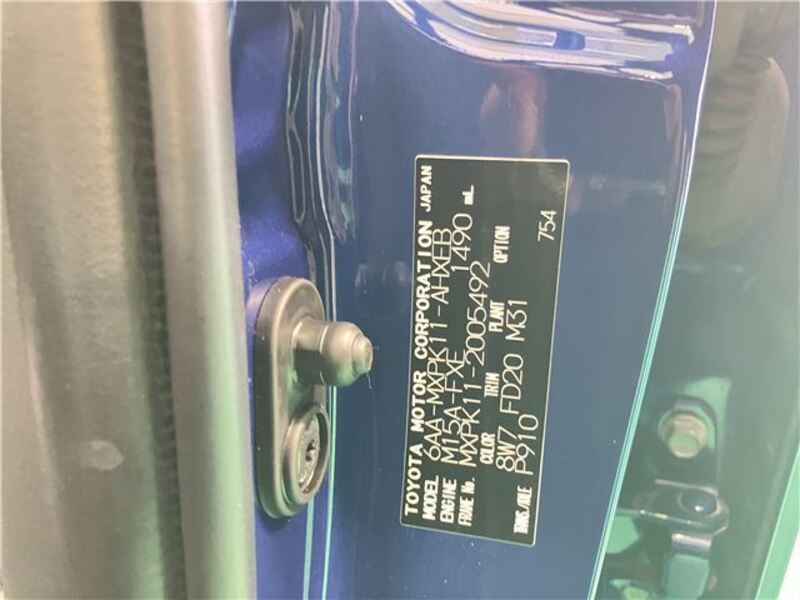 TOYOTA MOTOR CORPORATION JAPAN
MODEL 6AA-MXPK11-AHXEB
ENGINE M15A-FXE 1490 mL
FRAME No. MXPK11-2005492
COLOR TRIM PLANT OPTION
8W7 FD20 M31
TRNS./AXLE P910 754